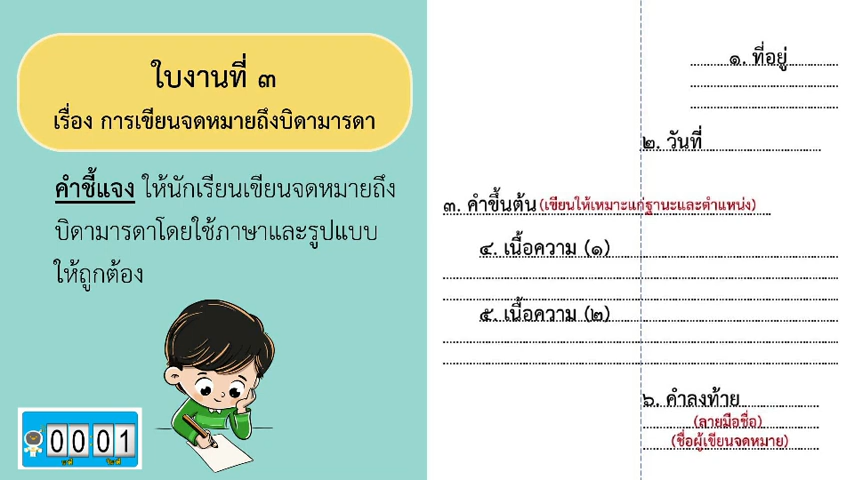 ใบงานที่ ๓
เรื่อง การเขียนจดหมายถึงบิดามารดา
คำชี้แจง ให้นักเรียนเขียนจดหมายถึง
บิดามารดาโดยใช้ภาษาและรูปแบบ
ให้ถูกต้อง
00 01
๑. ที่อยู่
๒. วันที่
๓. คำขึ้นต้น (เขียนให้เหมาะแก่ฐานะและตำแหน่ง)
๔. เนื้อความ (๑)
๕. เนื้อความ (๒)
๖. คำลงท้าย
(ลายมือชื่อ)
(ชื่อผู้เขียนจดหมาย)